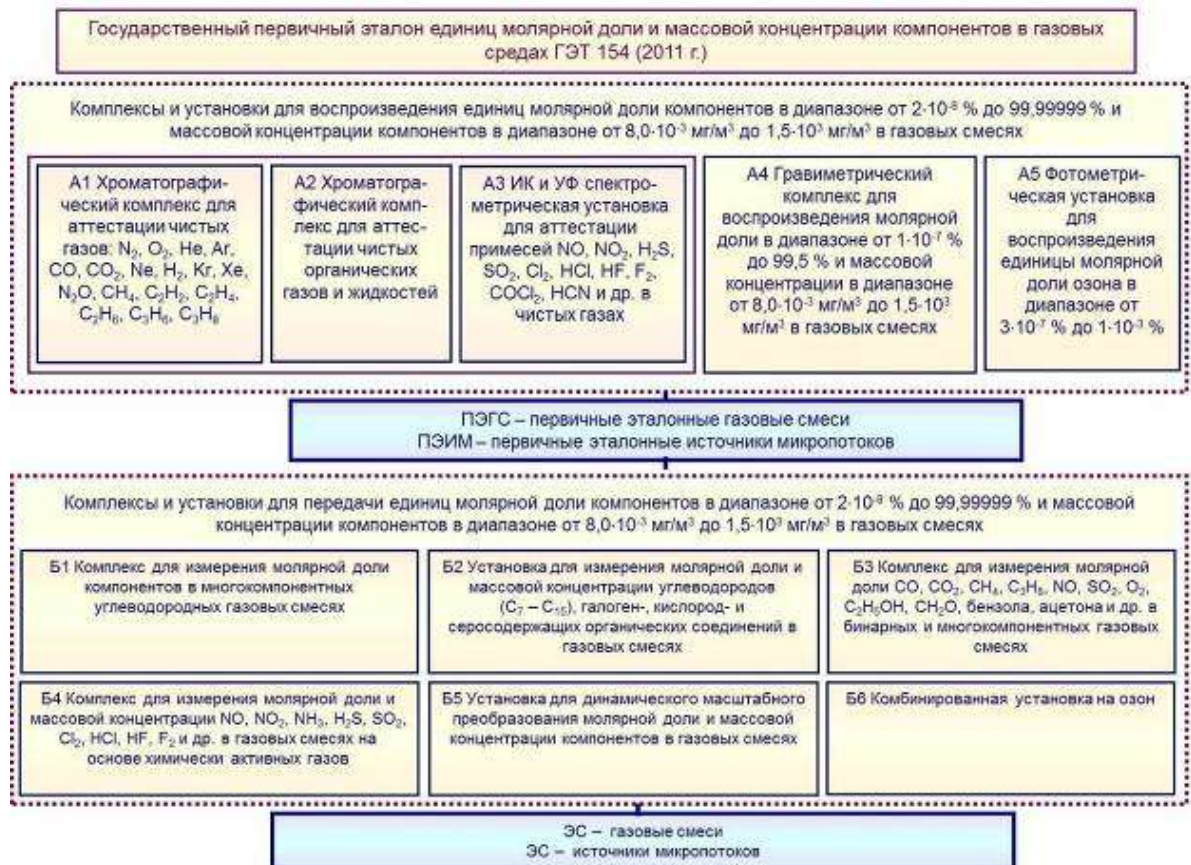 Государственный первичный эталон единиц молярной доли и массовой концентрации компонентов в газовых
средах ГЭТ 154 (2011 г.)
Комплексы и установки для воспроизведения единиц молярной доли компонентов в диапазоне от 2·10⁻⁸ % до 99,99999 % и
массовой концентрации компонентов в диапазоне от 8,0·10⁻³ мг/м³ до 1,5·10³ мг/м³ в газовых смесях
А1 Хроматографи-
ческий комплекс для
аттестации чистых
газов: N₂, O₂, He, Ar,
CO, CO₂, Ne, H₂, Kr, Xe,
N₂O, CH₄, C₂H₂, C₂H₄,
C₂H₆, C₃H₆, C₃H₈
А2 Хроматогра-
фический комп-
лекс для аттес-
тации чистых
органических
газов и жидкостей
А3 ИК и УФ спектро-
метрическая установка
для аттестации
примесей NO, NO₂, H₂S,
SO₂, Cl₂, HCl, HF, F₂,
COCl₂, HCN и др. в
чистых газах
А4 Гравиметрический
комплекс для
воспроизведения молярной
доли в диапазоне от 1·10⁻⁷ %
до 99,5 % и массовой
концентрации в диапазоне
от 8,0·10⁻³ мг/м³ до 1,5·10³
мг/м³ в газовых смесях
А5 Фотометри-
ческая установка
для
воспроизведения
единицы молярной
доли озона в
диапазоне от
3·10⁻⁷ % до 1·10⁻³ %
ПЭГС – первичные эталонные газовые смеси
ПЭИМ – первичные эталонные источники микропотоков
Комплексы и установки для передачи единиц молярной доли компонентов в диапазоне от 2·10⁻⁸ % до 99,99999 % и массовой
концентрации компонентов в диапазоне от 8,0·10⁻³ мг/м³ до 1,5·10³ мг/м³ в газовых смесях
Б1 Комплекс для измерения молярной доли
компонентов в многокомпонентных
углеводородных газовых смесях
Б2 Установка для измерения молярной доли и
массовой концентрации углеводородов
(C₇ – C₁₅), галоген-, кислород- и
серосодержащих органических соединений в
газовых смесях
Б3 Комплекс для измерения молярной
доли CO, CO₂, CH₄, C₃H₈, NO, SO₂, O₂,
C₂H₅OH, CH₂O, бензола, ацетона и др. в
бинарных и многокомпонентных газовых
смесях
Б4 Комплекс для измерения молярной доли и
массовой концентрации NO, NO₂, NH₃, H₂S, SO₂,
Cl₂, HCl, HF, F₂ и др. в газовых смесях на
основе химически активных газов
Б5 Установка для динамического масштабного
преобразования молярной доли и массовой
концентрации компонентов в газовых смесях
Б6 Комбинированная установка на озон
ЭС – газовые смеси
ЭС – источники микропотоков